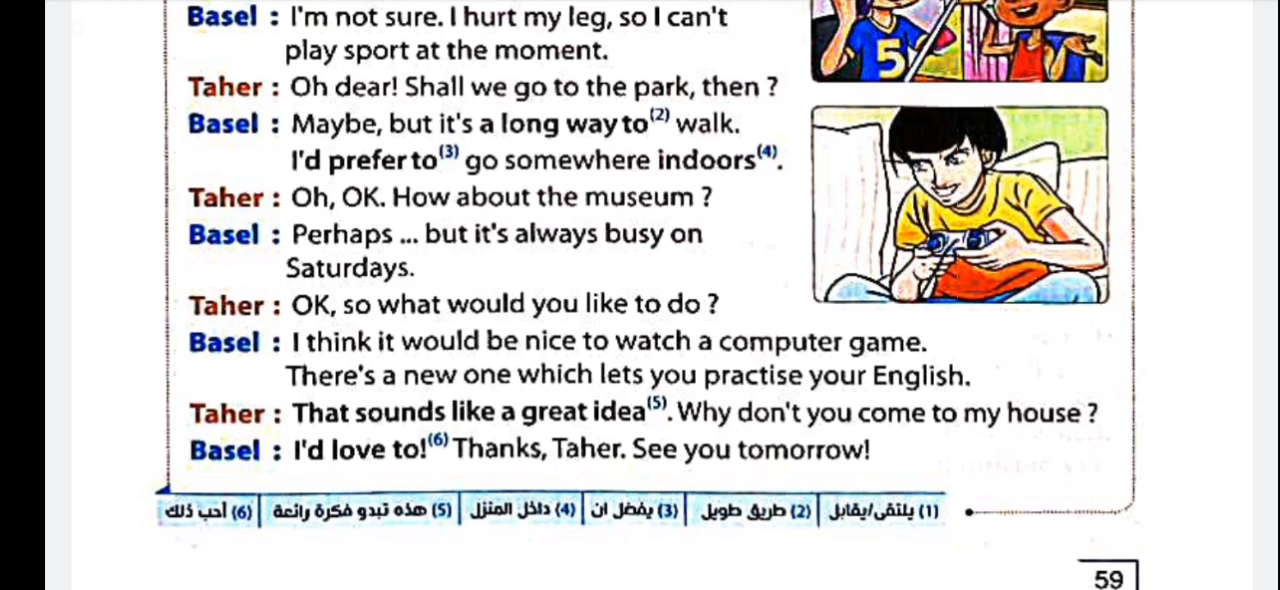 Basel : I'm not sure. I hurt my leg, so I can't
play sport at the moment.
Taher : Oh dear! Shall we go to the park, then ?
Basel : Maybe, but it's a long way to(2) walk.
I'd prefer to(3) go somewhere indoors(4).
Taher : Oh, OK. How about the museum ?
Basel : Perhaps ... but it's always busy on
Saturdays.
Taher : OK, so what would you like to do ?
Basel : I think it would be nice to watch a computer game.
There's a new one which lets you practise your English.
Taher : That sounds like a great idea(5). Why don't you come to my house ?
Basel : I'd love to!(6) Thanks, Taher. See you tomorrow!
(1) يلتقى/يقابل (2) طريق طويل (3) يفضل ان (4) داخل المنزل (5) هذه تبدو فكرة رائعة (6) أحب ذلك
59
5